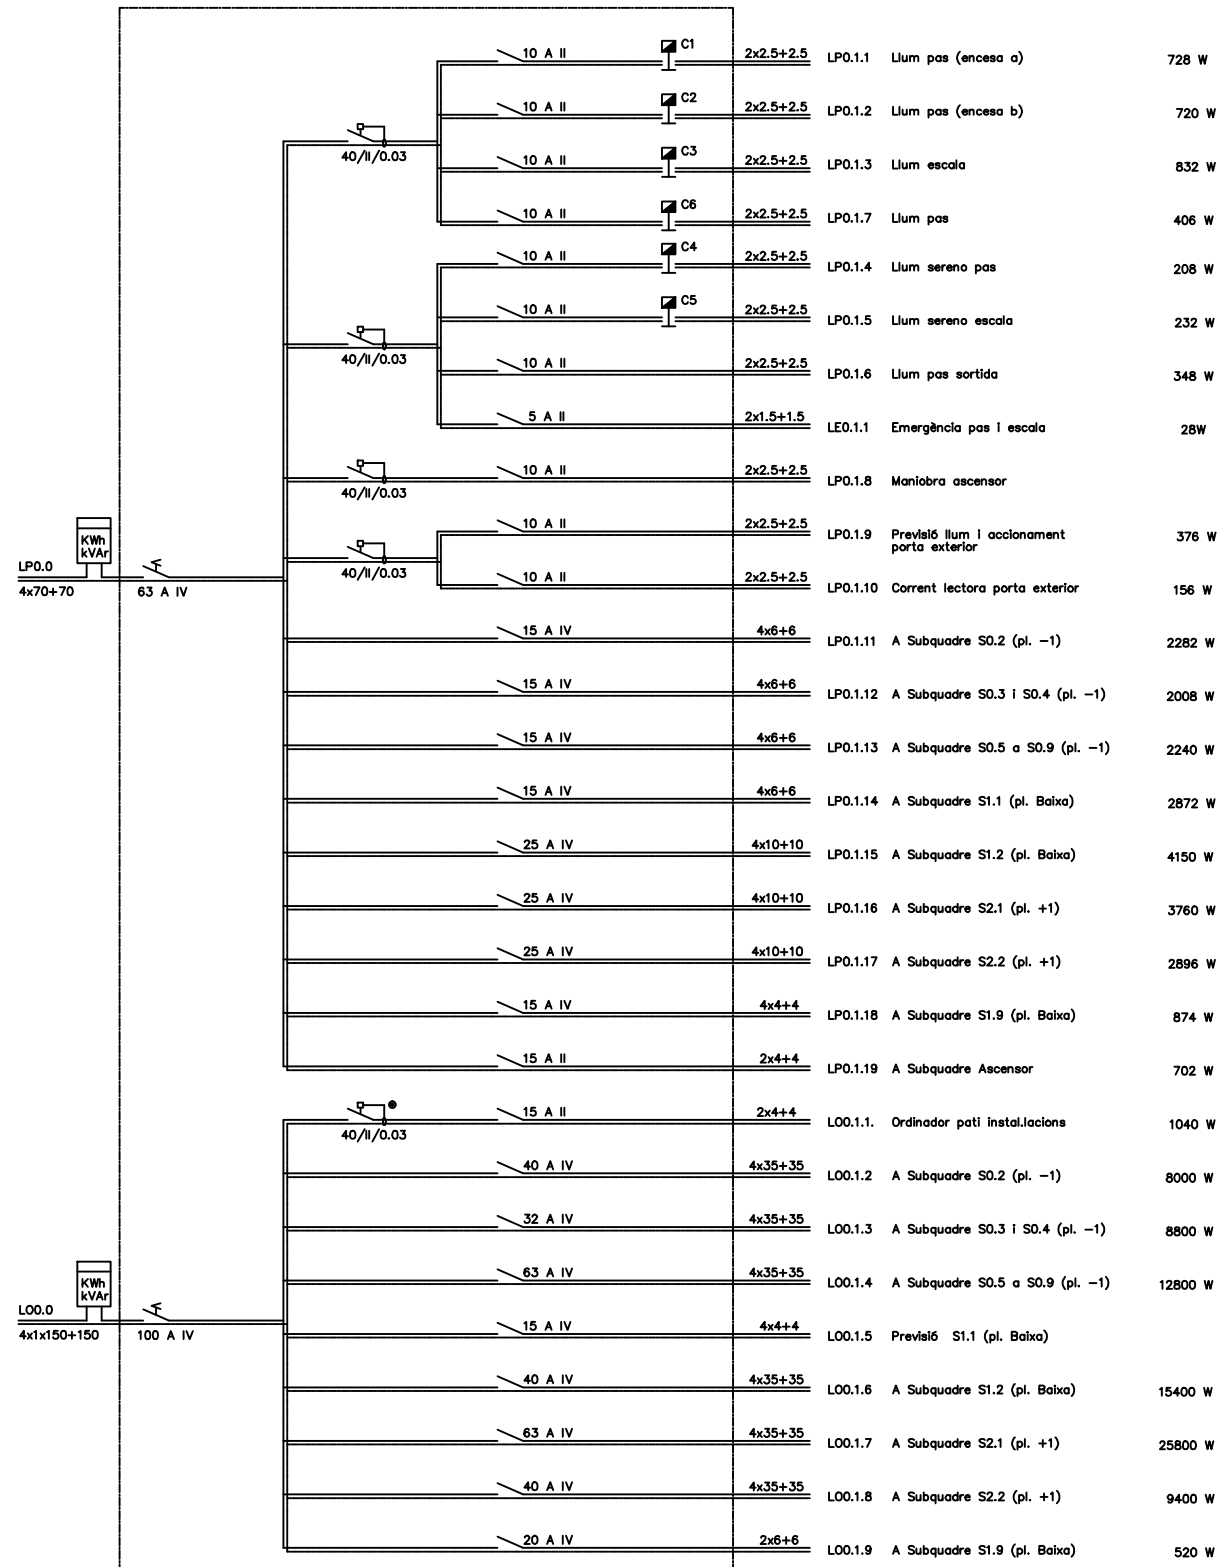 10 A II C1 2x2.5+2.5 LP0.1.1 Llum pas (encesa a) 728 W
10 A II C2 2x2.5+2.5 LP0.1.2 Llum pas (encesa b) 720 W
40/II/0.03
10 A II C3 2x2.5+2.5 LP0.1.3 Llum escala 832 W
10 A II C6 2x2.5+2.5 LP0.1.7 Llum pas 406 W
10 A II C4 2x2.5+2.5 LP0.1.4 Llum sereno pas 208 W
10 A II C5 2x2.5+2.5 LP0.1.5 Llum sereno escala 232 W
40/II/0.03
10 A II 2x2.5+2.5 LP0.1.6 Llum pas sortida 348 W
5 A II 2x1.5+1.5 LE0.1.1 Emergència pas i escala 28W
10 A II 2x2.5+2.5 LP0.1.8 Maniobra ascensor
40/II/0.03
10 A II 2x2.5+2.5 LP0.1.9 Previsió llum i accionament 376 W
porta exterior
KWh
kVAr
40/II/0.03
LP0.0
4x70+70
63 A IV
10 A II 2x2.5+2.5 LP0.1.10 Corrent lectora porta exterior 156 W
15 A IV 4x6+6 LP0.1.11 A Subquadre S0.2 (pl. -1) 2282 W
15 A IV 4x6+6 LP0.1.12 A Subquadre S0.3 i S0.4 (pl. -1) 2008 W
15 A IV 4x6+6 LP0.1.13 A Subquadre S0.5 a S0.9 (pl. -1) 2240 W
15 A IV 4x6+6 LP0.1.14 A Subquadre S1.1 (pl. Baixa) 2872 W
25 A IV 4x10+10 LP0.1.15 A Subquadre S1.2 (pl. Baixa) 4150 W
25 A IV 4x10+10 LP0.1.16 A Subquadre S2.1 (pl. +1) 3760 W
25 A IV 4x10+10 LP0.1.17 A Subquadre S2.2 (pl. +1) 2896 W
15 A IV 4x4+4 LP0.1.18 A Subquadre S1.9 (pl. Baixa) 874 W
15 A II 2x4+4 LP0.1.19 A Subquadre Ascensor 702 W
15 A II 2x4+4 LO0.1.1. Ordinador pati instal.lacions 1040 W
40/II/0.03
40 A IV 4x35+35 LO0.1.2 A Subquadre S0.2 (pl. -1) 8000 W
32 A IV 4x35+35 LO0.1.3 A Subquadre S0.3 i S0.4 (pl. -1) 8800 W
63 A IV 4x35+35 LO0.1.4 A Subquadre S0.5 a S0.9 (pl. -1) 12800 W
KWh
kVAr
LO0.0
4x1x150+150
100 A IV
15 A IV 4x4+4 LO0.1.5 Previsió S1.1 (pl. Baixa)
40 A IV 4x35+35 LO0.1.6 A Subquadre S1.2 (pl. Baixa) 15400 W
63 A IV 4x35+35 LO0.1.7 A Subquadre S2.1 (pl. +1) 25800 W
40 A IV 4x35+35 LO0.1.8 A Subquadre S2.2 (pl. +1) 9400 W
20 A IV 2x6+6 LO0.1.9 A Subquadre S1.9 (pl. Baixa) 520 W